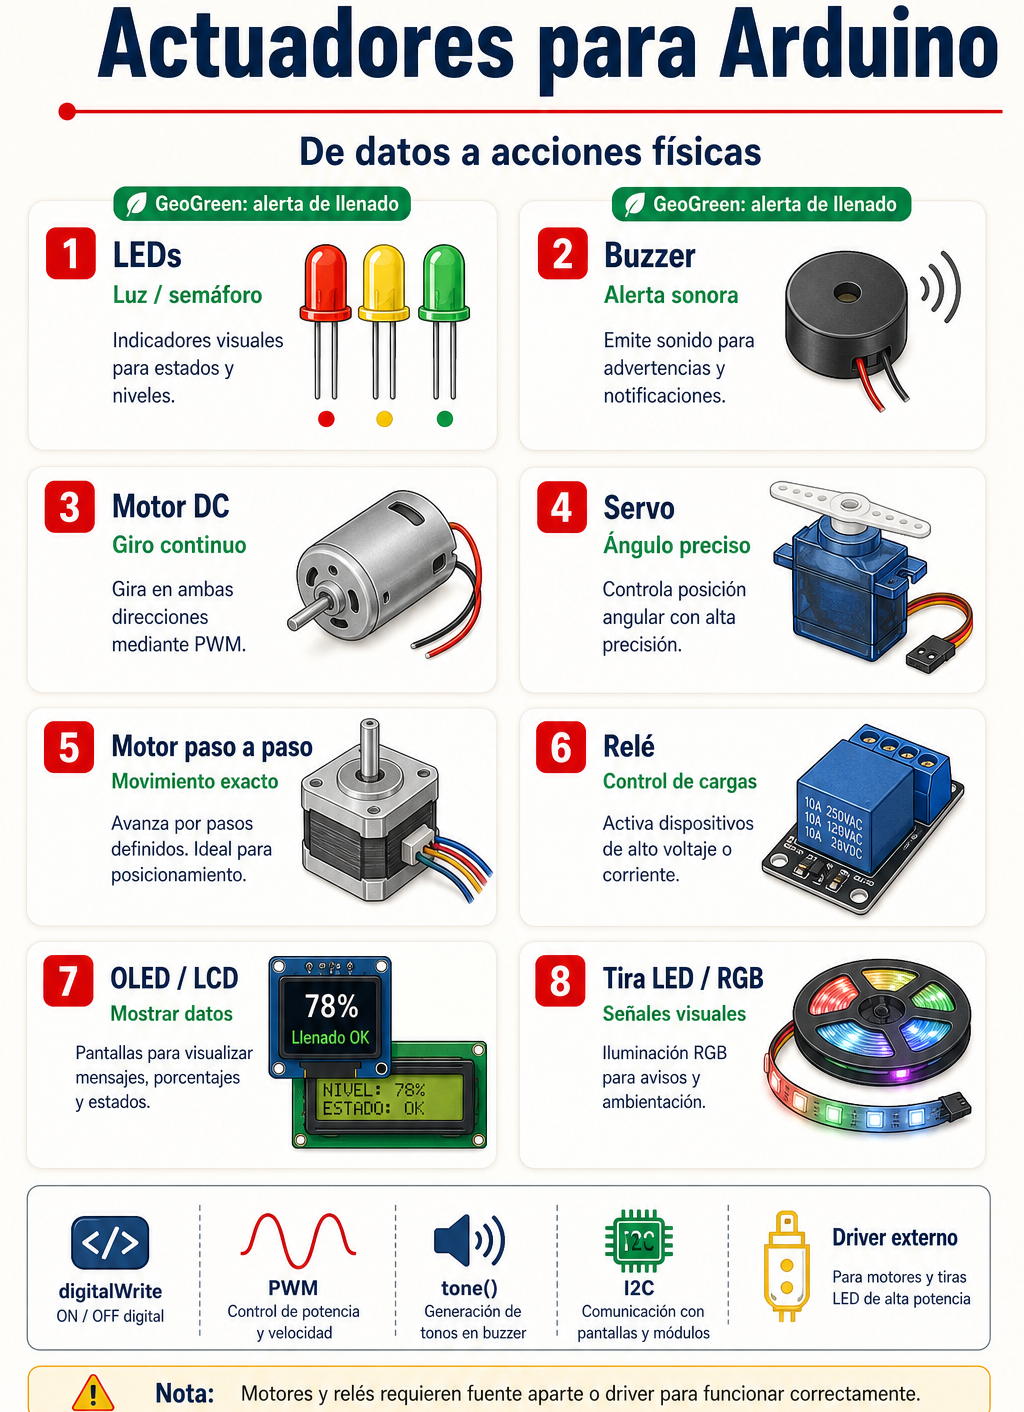 Actuadores para Arduino
De datos a acciones físicas
GeoGreen: alerta de llenado
1
LEDs
Luz / semáforo
Indicadores visuales
para estados y
niveles.
GeoGreen: alerta de llenado
2
Buzzer
Alerta sonora
Emite sonido para
advertencias y
notificaciones.
3
Motor DC
Giro continuo
Gira en ambas
direcciones
mediante PWM.
4
Servo
Ángulo preciso
Controla posición
angular con alta
precisión.
5
Motor paso a paso
Movimiento exacto
Avanza por pasos
definidos. Ideal para
posicionamiento.
6
Relé
Control de cargas
Activa dispositivos
de alto voltaje o
corriente.
10A 250VAC
10A 128VAC
10A 28VDC
7
OLED / LCD
Mostrar datos
Pantallas para visualizar
mensajes, porcentajes
y estados.
78%
Llenado OK
NIVEL: 78%
ESTADO: OK
8
Tira LED / RGB
Señales visuales
Iluminación RGB
para avisos y
ambientación.
</>
digitalWrite
ON / OFF digital
PWM
Control de potencia
y velocidad
tone()
Generación de
tonos en buzzer
I2C
I2C
Comunicación con
pantallas y módulos
Driver externo
Para motores y tiras
LED de alta potencia
Nota: Motores y relés requieren fuente aparte o driver para funcionar correctamente.